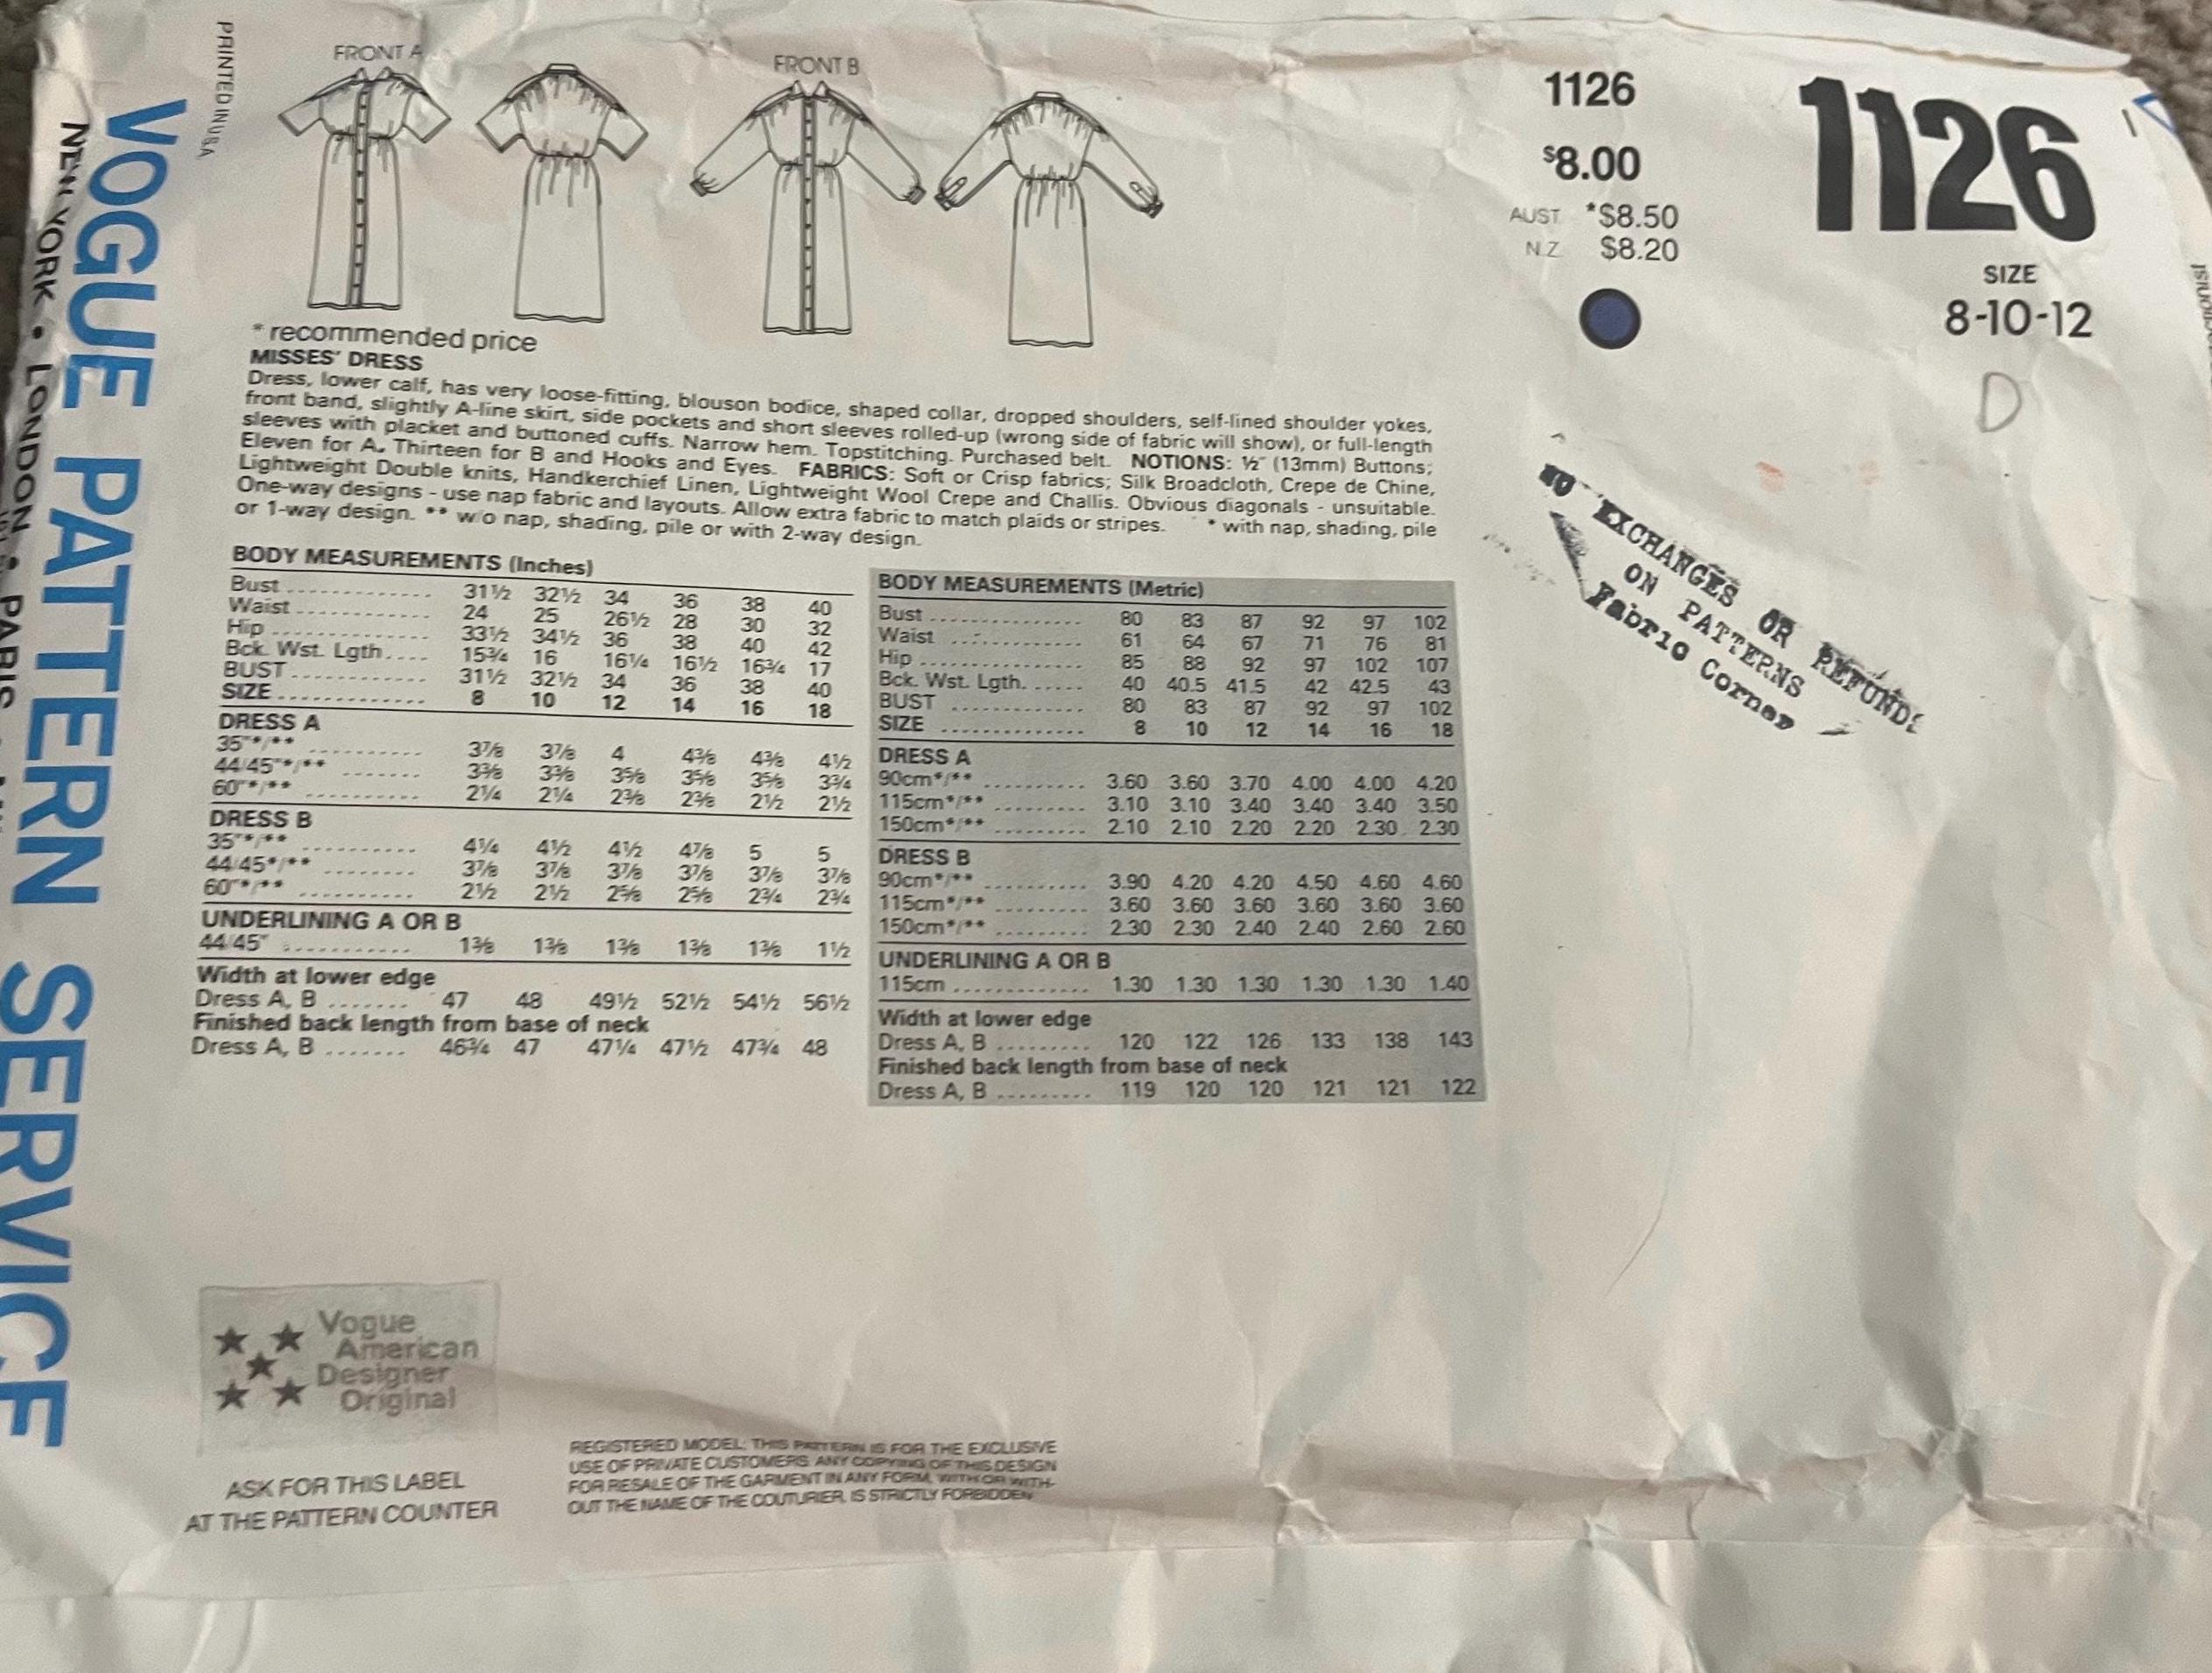 PRINTED IN USA
VOGUE PATTERN SERVICE
NEW YORK • LONDON • PARIS
FRONT A
FRONT B
1126
$8.00
AUST *$8.50
N.Z. $8.20
1126
SIZE
8-10-12
D
* recommended price
MISSES' DRESS
Dress, lower calf, has very loose-fitting, blouson bodice, shaped collar, dropped shoulders, self-lined shoulder yokes,
front band, slightly A-line skirt, side pockets and short sleeves rolled-up (wrong side of fabric will show), or full-length
sleeves with placket and buttoned cuffs. Narrow hem. Topstitching. Purchased belt. NOTIONS: ½" (13mm) Buttons;
Eleven for A, Thirteen for B and Hooks and Eyes. FABRICS: Soft or Crisp fabrics; Silk Broadcloth, Crepe de Chine,
Lightweight Double knits, Handkerchief Linen, Lightweight Wool Crepe and Challis. Obvious diagonals - unsuitable.
One-way designs - use nap fabric and layouts. Allow extra fabric to match plaids or stripes. * with nap, shading, pile
or 1-way design. ** w/o nap, shading, pile or with 2-way design.
NO EXCHANGES OR REFUNDS
ON PATTERNS
Fabric Corner
BODY MEASUREMENTS (Inches)
Bust 31½ 32½ 34 36 38 40
Waist 24 25 26½ 28 30 32
Hip 33½ 34½ 36 38 40 42
Bck. Wst. Lgth. 15¾ 16 16¼ 16½ 16¾ 17
BUST 31½ 32½ 34 36 38 40
SIZE 8 10 12 14 16 18
DRESS A
35"*/** 3⅞ 3⅞ 4 4⅜ 4⅜ 4½
44/45"*/** 3⅜ 3⅜ 3⅝ 3⅝ 3⅝ 3¾
60"*/** 2¼ 2¼ 2⅜ 2⅜ 2½ 2½
DRESS B
35"*/** 4¼ 4½ 4½ 4⅞ 5 5
44/45"*/** 3⅞ 3⅞ 3⅞ 3⅞ 3⅞ 3⅞
60"*/** 2½ 2½ 2⅝ 2⅝ 2¾ 2¾
UNDERLINING A OR B
44/45" 1⅜ 1⅜ 1⅜ 1⅜ 1⅜ 1½
Width at lower edge
Dress A, B 47 48 49½ 52½ 54½ 56½
Finished back length from base of neck
Dress A, B 46¾ 47 47¼ 47½ 47¾ 48
BODY MEASUREMENTS (Metric)
Bust 80 83 87 92 97 102
Waist 61 64 67 71 76 81
Hip 85 88 92 97 102 107
Bck. Wst. Lgth. 40 40.5 41.5 42 42.5 43
BUST 80 83 87 92 97 102
SIZE 8 10 12 14 16 18
DRESS A
90cm*/** 3.60 3.60 3.70 4.00 4.00 4.20
115cm*/** 3.10 3.10 3.40 3.40 3.40 3.50
150cm*/** 2.10 2.10 2.20 2.20 2.30 2.30
DRESS B
90cm*/** 3.90 4.20 4.20 4.50 4.60 4.60
115cm*/** 3.60 3.60 3.60 3.60 3.60 3.60
150cm*/** 2.30 2.30 2.40 2.40 2.60 2.60
UNDERLINING A OR B
115cm 1.30 1.30 1.30 1.30 1.30 1.40
Width at lower edge
Dress A, B 120 122 126 133 138 143
Finished back length from base of neck
Dress A, B 119 120 120 121 121 122
Vogue
American
Designer
Original
ASK FOR THIS LABEL
AT THE PATTERN COUNTER
REGISTERED MODEL; THIS PATTERN IS FOR THE EXCLUSIVE
USE OF PRIVATE CUSTOMERS. ANY COPYING OF THIS DESIGN
FOR RESALE OF THE GARMENT IN ANY FORM, WITH OR WITH-
OUT THE NAME OF THE COUTURIER, IS STRICTLY FORBIDDEN